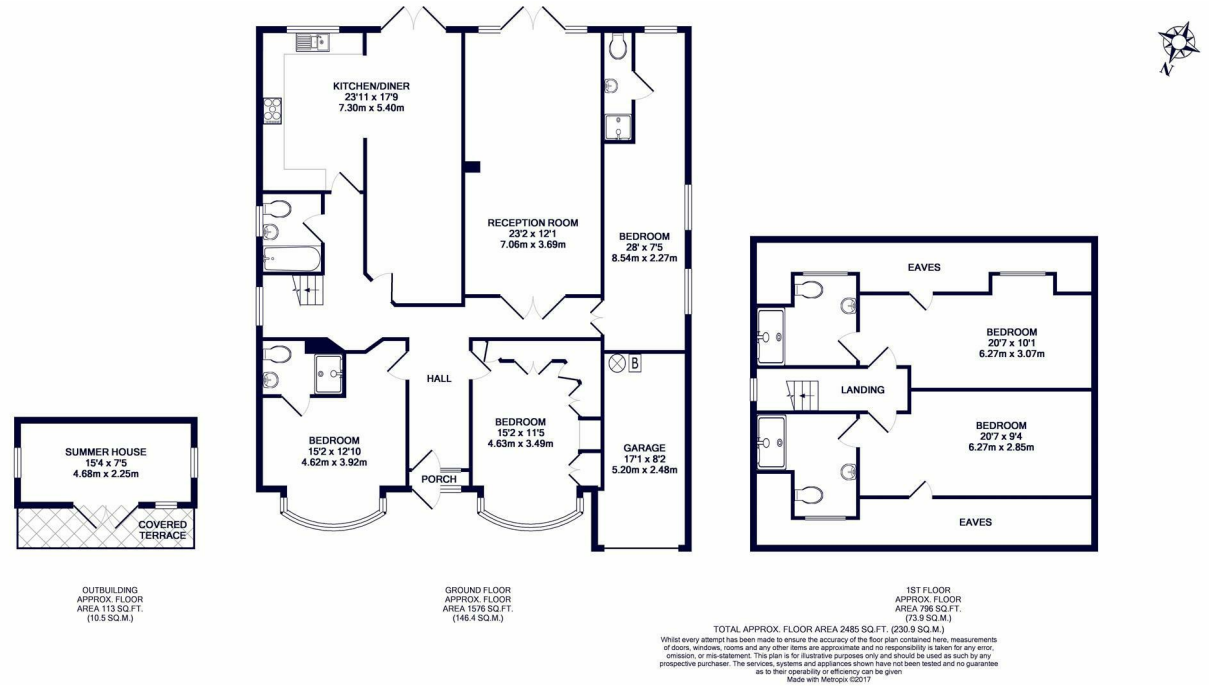 N
KITCHEN/DINER
23'11 x 17'9
7.30m x 5.40m
RECEPTION ROOM
23'2 x 12'1
7.06m x 3.69m
BEDROOM
28' x 7'5
8.54m x 2.27m
HALL
B
BEDROOM
15'2 x 12'10
4.62m x 3.92m
BEDROOM
15'2 x 11'5
4.63m x 3.49m
GARAGE
17'1 x 8'2
5.20m x 2.48m
PORCH
SUMMER HOUSE
15'4 x 7'5
4.68m x 2.25m
COVERED
TERRACE
EAVES
BEDROOM
20'7 x 10'1
6.27m x 3.07m
LANDING
BEDROOM
20'7 x 9'4
6.27m x 2.85m
EAVES
OUTBUILDING
APPROX. FLOOR
AREA 113 SQ.FT.
(10.5 SQ.M.)
GROUND FLOOR
APPROX. FLOOR
AREA 1576 SQ.FT.
(146.4 SQ.M.)
1ST FLOOR
APPROX. FLOOR
AREA 796 SQ.FT.
(73.9 SQ.M.)
TOTAL APPROX. FLOOR AREA 2485 SQ.FT. (230.9 SQ.M.)
Whilst every attempt has been made to ensure the accuracy of the floor plan contained here, measurements
of doors, windows, rooms and any other items are approximate and no responsibility is taken for any error,
omission, or mis-statement. This plan is for illustrative purposes only and should be used as such by any
prospective purchaser. The services, systems and appliances shown have not been tested and no guarantee
as to their operability or efficiency can be given
Made with Metropix ©2017